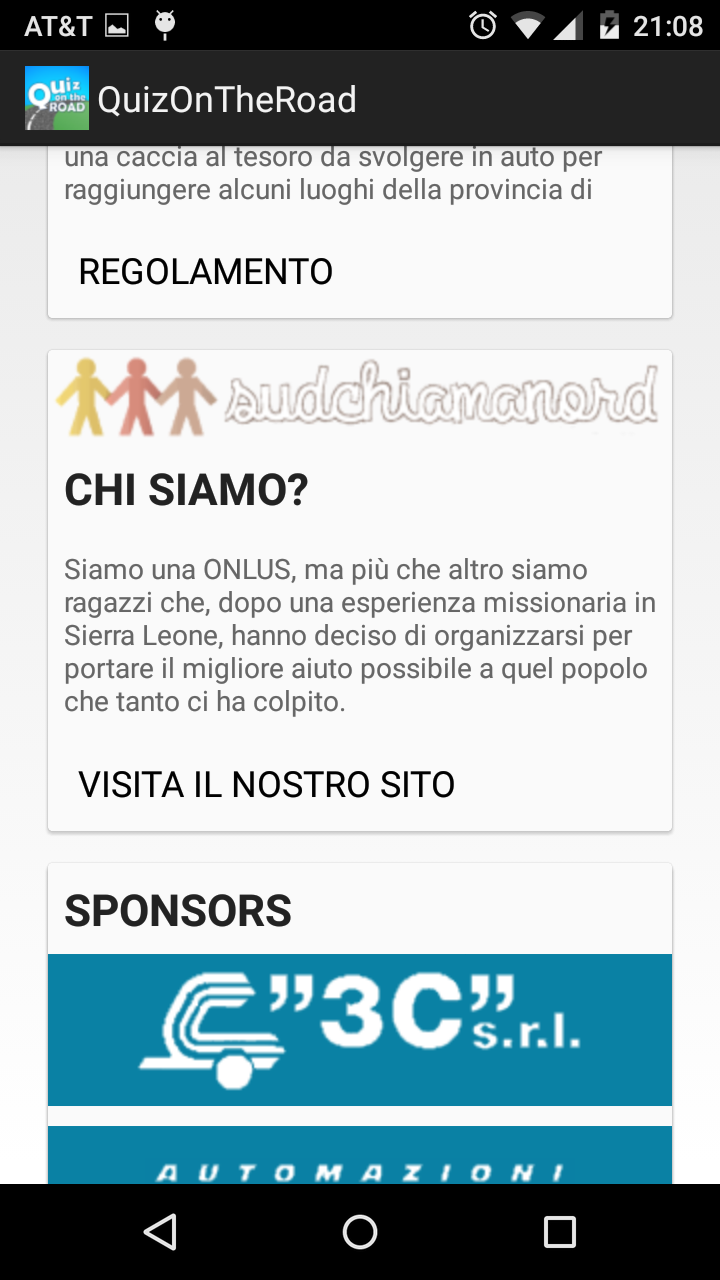 AT&T
21:08
Quiz
on the
ROAD
QuizOnTheRoad
una caccia al tesoro da svolgere in auto per
raggiungere alcuni luoghi della provincia di
REGOLAMENTO
sudchiamanord
CHI SIAMO?
Siamo una ONLUS, ma più che altro siamo
ragazzi che, dopo una esperienza missionaria in
Sierra Leone, hanno deciso di organizzarsi per
portare il migliore aiuto possibile a quel popolo
che tanto ci ha colpito.
VISITA IL NOSTRO SITO
SPONSORS
”3C” s.r.l.
AUTOMAZIONI